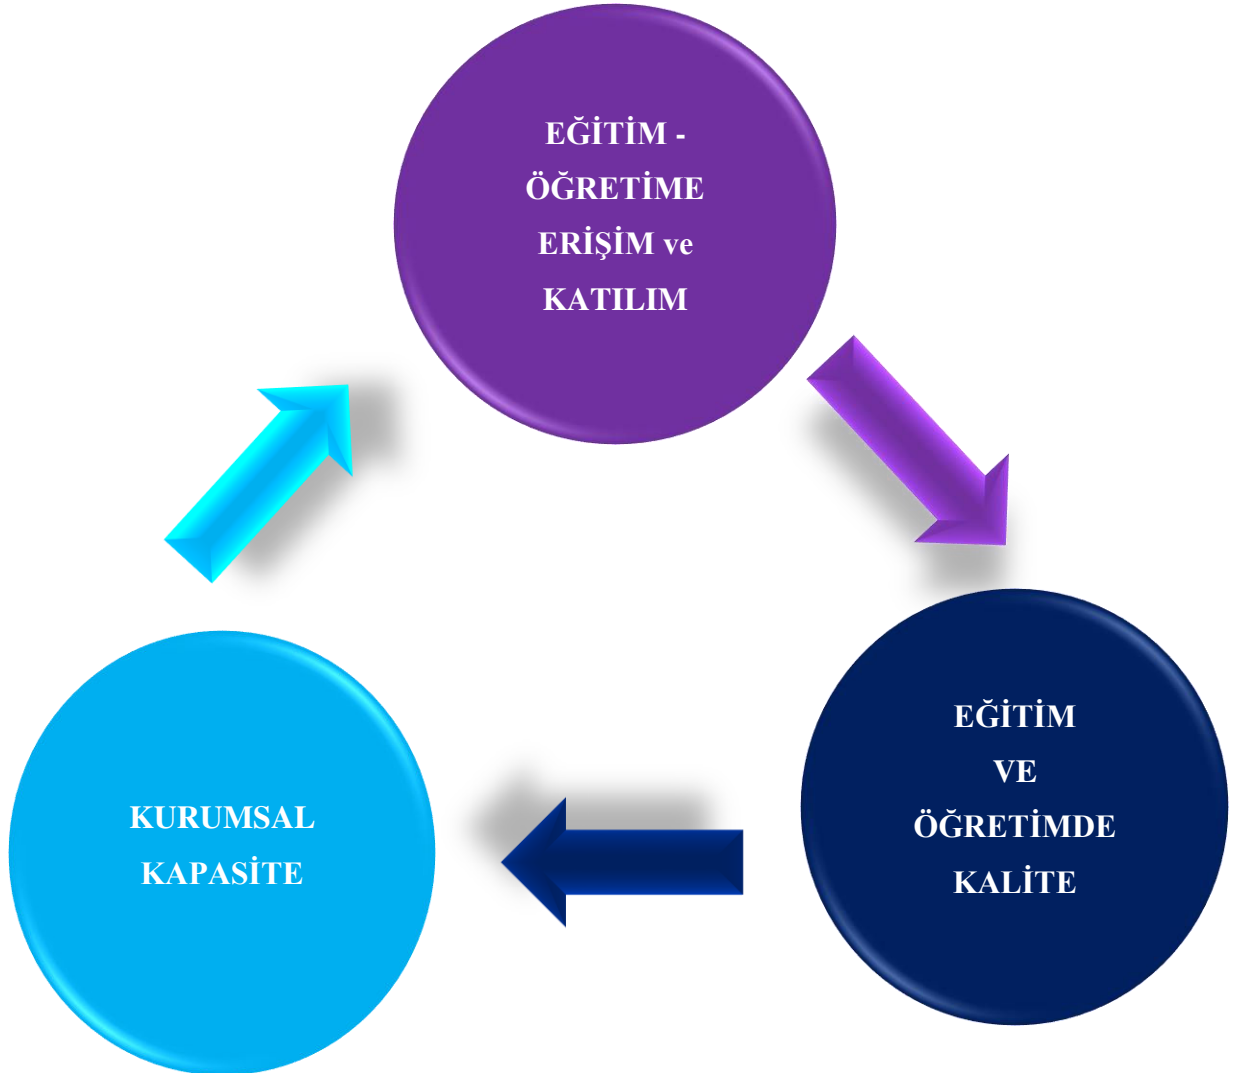 EĞİTİM -
ÖĞRETİME
ERİŞİM ve
KATILIM
EĞİTİM
VE
ÖĞRETİMDE
KALİTE
KURUMSAL
KAPASİTE